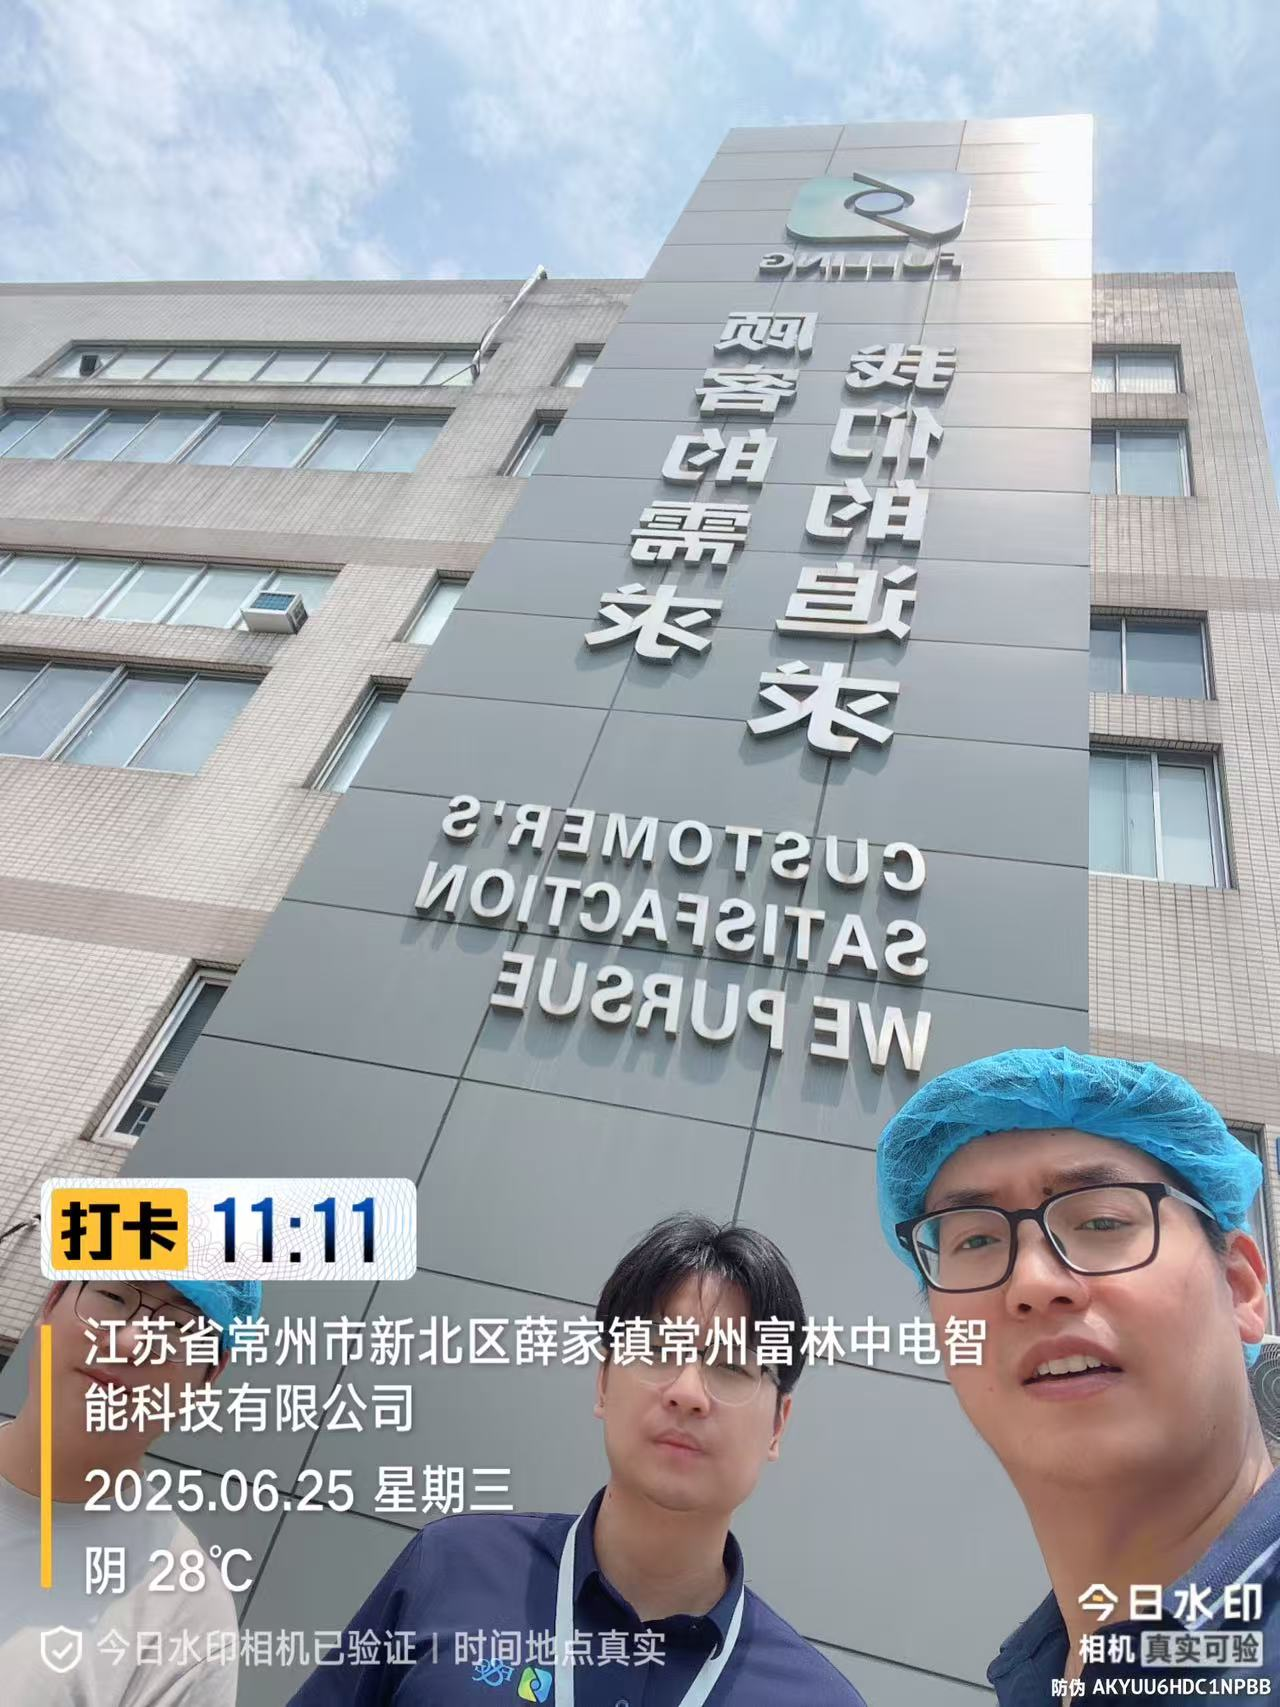 FULLING
顾客的需求
我们的追求
CUSTOMER'S
SATISFACTION
WE PURSUE
打卡 11:11
江苏省常州市新北区薛家镇常州富林中电智
能科技有限公司
2025.06.25 星期三
阴 28℃
今日水印相机已验证 | 时间地点真实
今日水印
相机 真实可验
防伪 AKYUU6HDC1NPBB